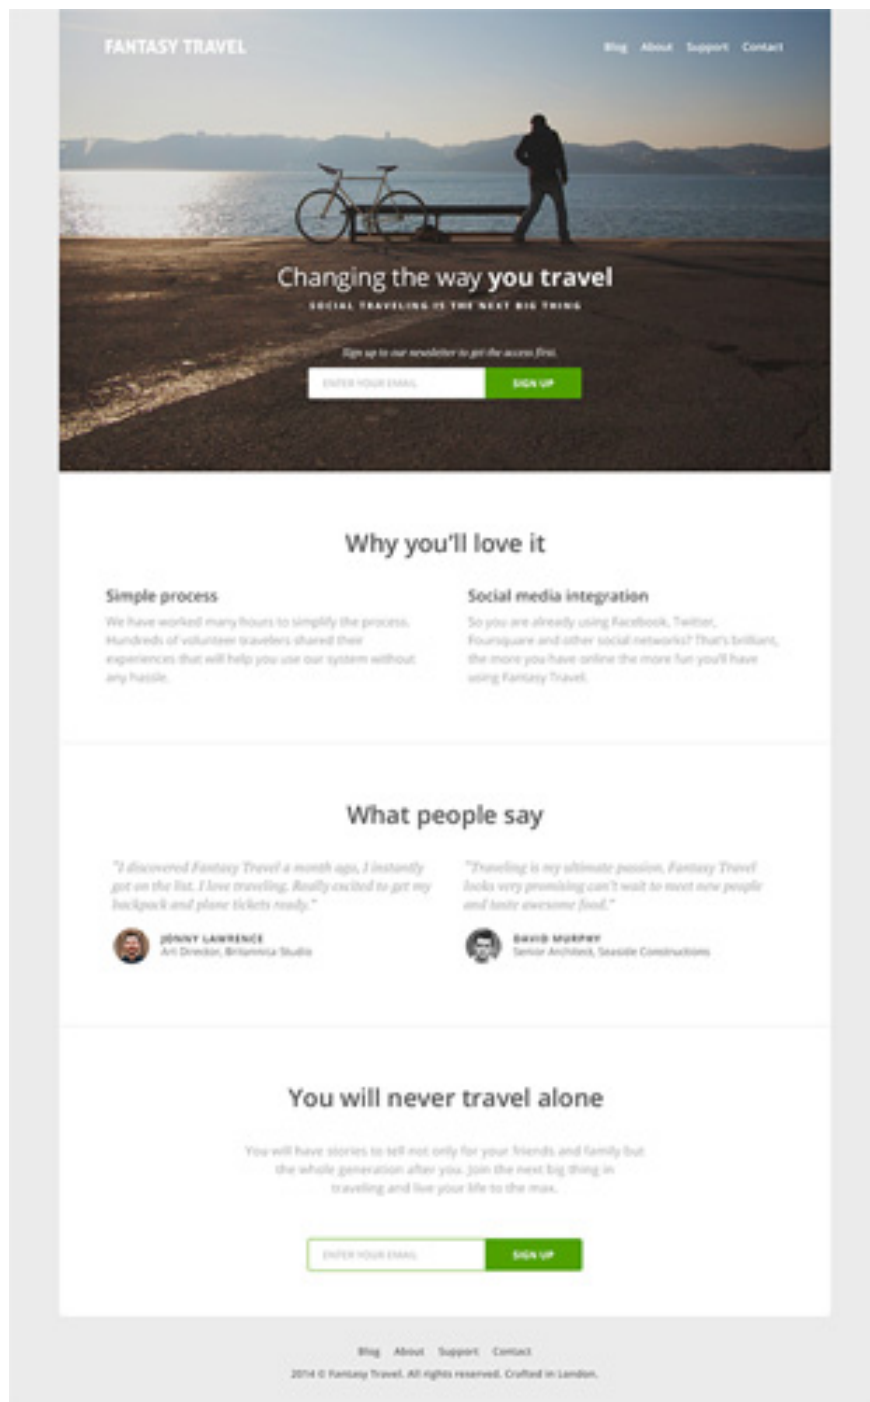 FANTASY TRAVEL
Blog About Support Contact
Changing the way you travel
SOCIAL TRAVELING IS THE NEXT BIG THING
Sign up to our newsletter to get the access first.
ENTER YOUR EMAIL
SIGN UP
Why you'll love it
Simple process
We have worked many hours to simplify the process.
Hundreds of volunteer travelers shared their
experiences that will help you use our system without
any hassle.
Social media integration
So you are already using Facebook, Twitter,
Foursquare and other social networks? That's brilliant,
the more you have online the more fun you'll have
using Fantasy Travel.
What people say
"I discovered Fantasy Travel a month ago, I instantly
got on the list. I love traveling. Really excited to get my
backpack and plane tickets ready."
JONNY LAWRENCE
Art Director, Britannica Studio
"Traveling is my ultimate passion. Fantasy Travel
looks very promising can't wait to meet new people
and taste awesome food."
DAVID MURPHY
Senior Architect, Seaside Constructions
You will never travel alone
You will have stories to tell not only for your friends and family but
the whole generation after you. Join the next big thing in
traveling and live your life to the max.
ENTER YOUR EMAIL
SIGN UP
Blog About Support Contact
2014 © Fantasy Travel. All rights reserved. Crafted in London.